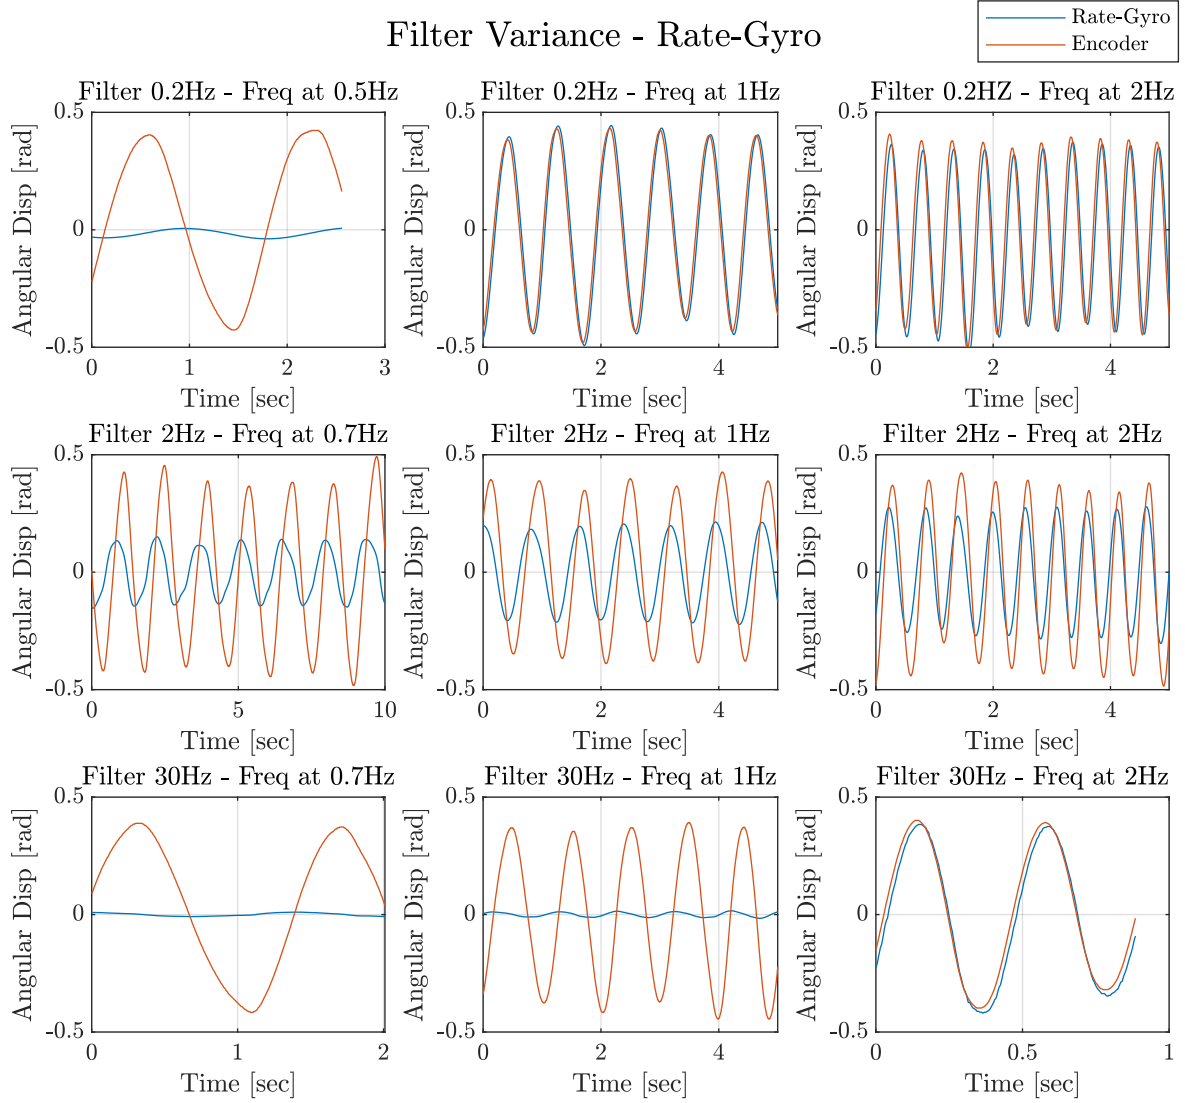 Filter Variance - Rate-Gyro
Rate-Gyro
Encoder
Filter 0.2Hz - Freq at 0.5Hz
Angular Disp [rad]
0.5
0
-0.5
0 1 2 3
Time [sec]
Filter 0.2Hz - Freq at 1Hz
Angular Disp [rad]
0.5
0
-0.5
0 2 4
Time [sec]
Filter 0.2HZ - Freq at 2Hz
Angular Disp [rad]
0.5
0
-0.5
0 2 4
Time [sec]
Filter 2Hz - Freq at 0.7Hz
Angular Disp [rad]
0.5
0
-0.5
0 5 10
Time [sec]
Filter 2Hz - Freq at 1Hz
Angular Disp [rad]
0.5
0
-0.5
0 2 4
Time [sec]
Filter 2Hz - Freq at 2Hz
Angular Disp [rad]
0.5
0
-0.5
0 2 4
Time [sec]
Filter 30Hz - Freq at 0.7Hz
Angular Disp [rad]
0.5
0
-0.5
0 1 2
Time [sec]
Filter 30Hz - Freq at 1Hz
Angular Disp [rad]
0.5
0
-0.5
0 2 4
Time [sec]
Filter 30Hz - Freq at 2Hz
Angular Disp [rad]
0.5
0
-0.5
0 0.5 1
Time [sec]